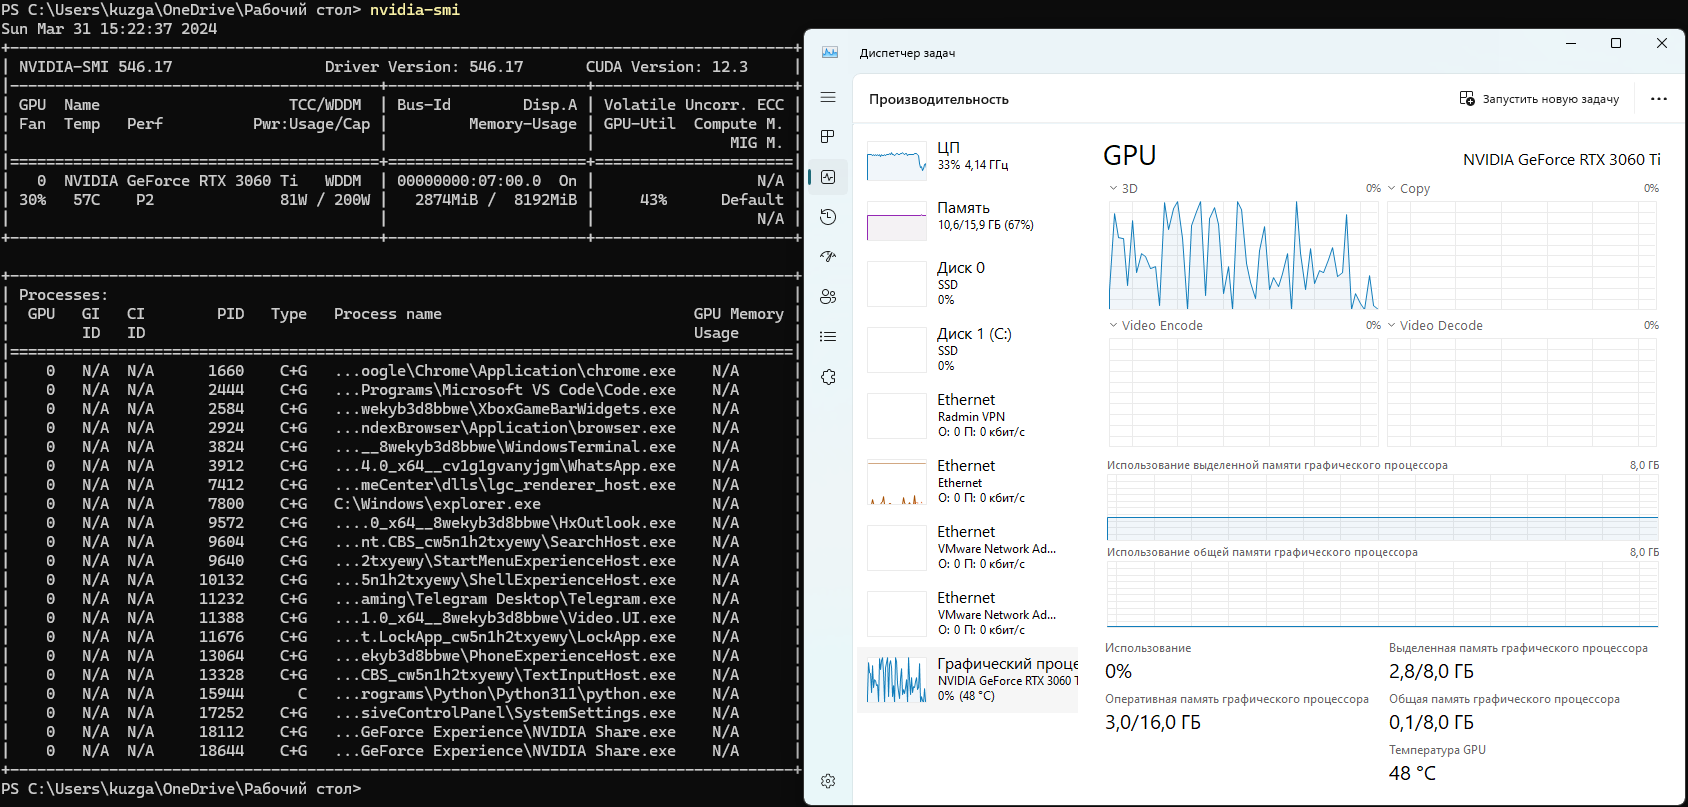 PS C:\Users\kuzga\OneDrive\Рабочий стол> nvidia-smi
Sun Mar 31 15:22:37 2024
NVIDIA-SMI 546.17 Driver Version: 546.17 CUDA Version: 12.3
GPU Name TCC/WDDM | Bus-Id Disp.A | Volatile Uncorr. ECC
Fan Temp Perf Pwr:Usage/Cap | Memory-Usage | GPU-Util Compute M.
MIG M.
0 NVIDIA GeForce RTX 3060 Ti WDDM | 00000000:07:00.0 On | N/A
30% 57C P2 81W / 200W | 2874MiB / 8192MiB | 43% Default
N/A
Processes:
GPU GI CI PID Type Process name GPU Memory
ID ID Usage
0 N/A N/A 1660 C+G ...oogle\Chrome\Application\chrome.exe N/A
0 N/A N/A 2444 C+G ...Programs\Microsoft VS Code\Code.exe N/A
0 N/A N/A 2584 C+G ...wekyb3d8bbwe\XboxGameBarWidgets.exe N/A
0 N/A N/A 2924 C+G ...ndexBrowser\Application\browser.exe N/A
0 N/A N/A 3824 C+G ...__8wekyb3d8bbwe\WindowsTerminal.exe N/A
0 N/A N/A 3912 C+G ...4.0_x64__cv1g1gvanyjgm\WhatsApp.exe N/A
0 N/A N/A 7412 C+G ...meCenter\dlls\lgc_renderer_host.exe N/A
0 N/A N/A 7800 C+G C:\Windows\explorer.exe N/A
0 N/A N/A 9572 C+G ....0_x64__8wekyb3d8bbwe\HxOutlook.exe N/A
0 N/A N/A 9604 C+G ...nt.CBS_cw5n1h2txyewy\SearchHost.exe N/A
0 N/A N/A 9640 C+G ...2txyewy\StartMenuExperienceHost.exe N/A
0 N/A N/A 10132 C+G ...5n1h2txyewy\ShellExperienceHost.exe N/A
0 N/A N/A 11232 C+G ...aming\Telegram Desktop\Telegram.exe N/A
0 N/A N/A 11388 C+G ...1.0_x64__8wekyb3d8bbwe\Video.UI.exe N/A
0 N/A N/A 11676 C+G ...t.LockApp_cw5n1h2txyewy\LockApp.exe N/A
0 N/A N/A 13064 C+G ...ekyb3d8bbwe\PhoneExperienceHost.exe N/A
0 N/A N/A 13328 C+G ...CBS_cw5n1h2txyewy\TextInputHost.exe N/A
0 N/A N/A 15944 C ...rograms\Python\Python311\python.exe N/A
0 N/A N/A 17252 C+G ...siveControlPanel\SystemSettings.exe N/A
0 N/A N/A 18112 C+G ...GeForce Experience\NVIDIA Share.exe N/A
0 N/A N/A 18644 C+G ...GeForce Experience\NVIDIA Share.exe N/A
PS C:\Users\kuzga\OneDrive\Рабочий стол>
Диспетчер задач
Производительность
Запустить новую задачу
ЦП
33% 4,14 ГГц
Память
10,6/15,9 ГБ (67%)
Диск 0
SSD
0%
Диск 1 (C:)
SSD
0%
Ethernet
Radmin VPN
О: 0 П: 0 кбит/с
Ethernet
Ethernet
О: 0 П: 0 кбит/с
Ethernet
VMware Network Ad...
О: 0 П: 0 кбит/с
Ethernet
VMware Network Ad...
О: 0 П: 0 кбит/с
Графический проце
NVIDIA GeForce RTX 3060 T
0% (48 °C)
GPU
NVIDIA GeForce RTX 3060 Ti
3D 0%
Copy 0%
Video Encode 0%
Video Decode 0%
Использование выделенной памяти графического процессора 8,0 ГБ
Использование общей памяти графического процессора 8,0 ГБ
Использование
0%
Выделенная память графического процессора
2,8/8,0 ГБ
Оперативная память графического процессора
3,0/16,0 ГБ
Общая память графического процессора
0,1/8,0 ГБ
Температура GPU
48 °C